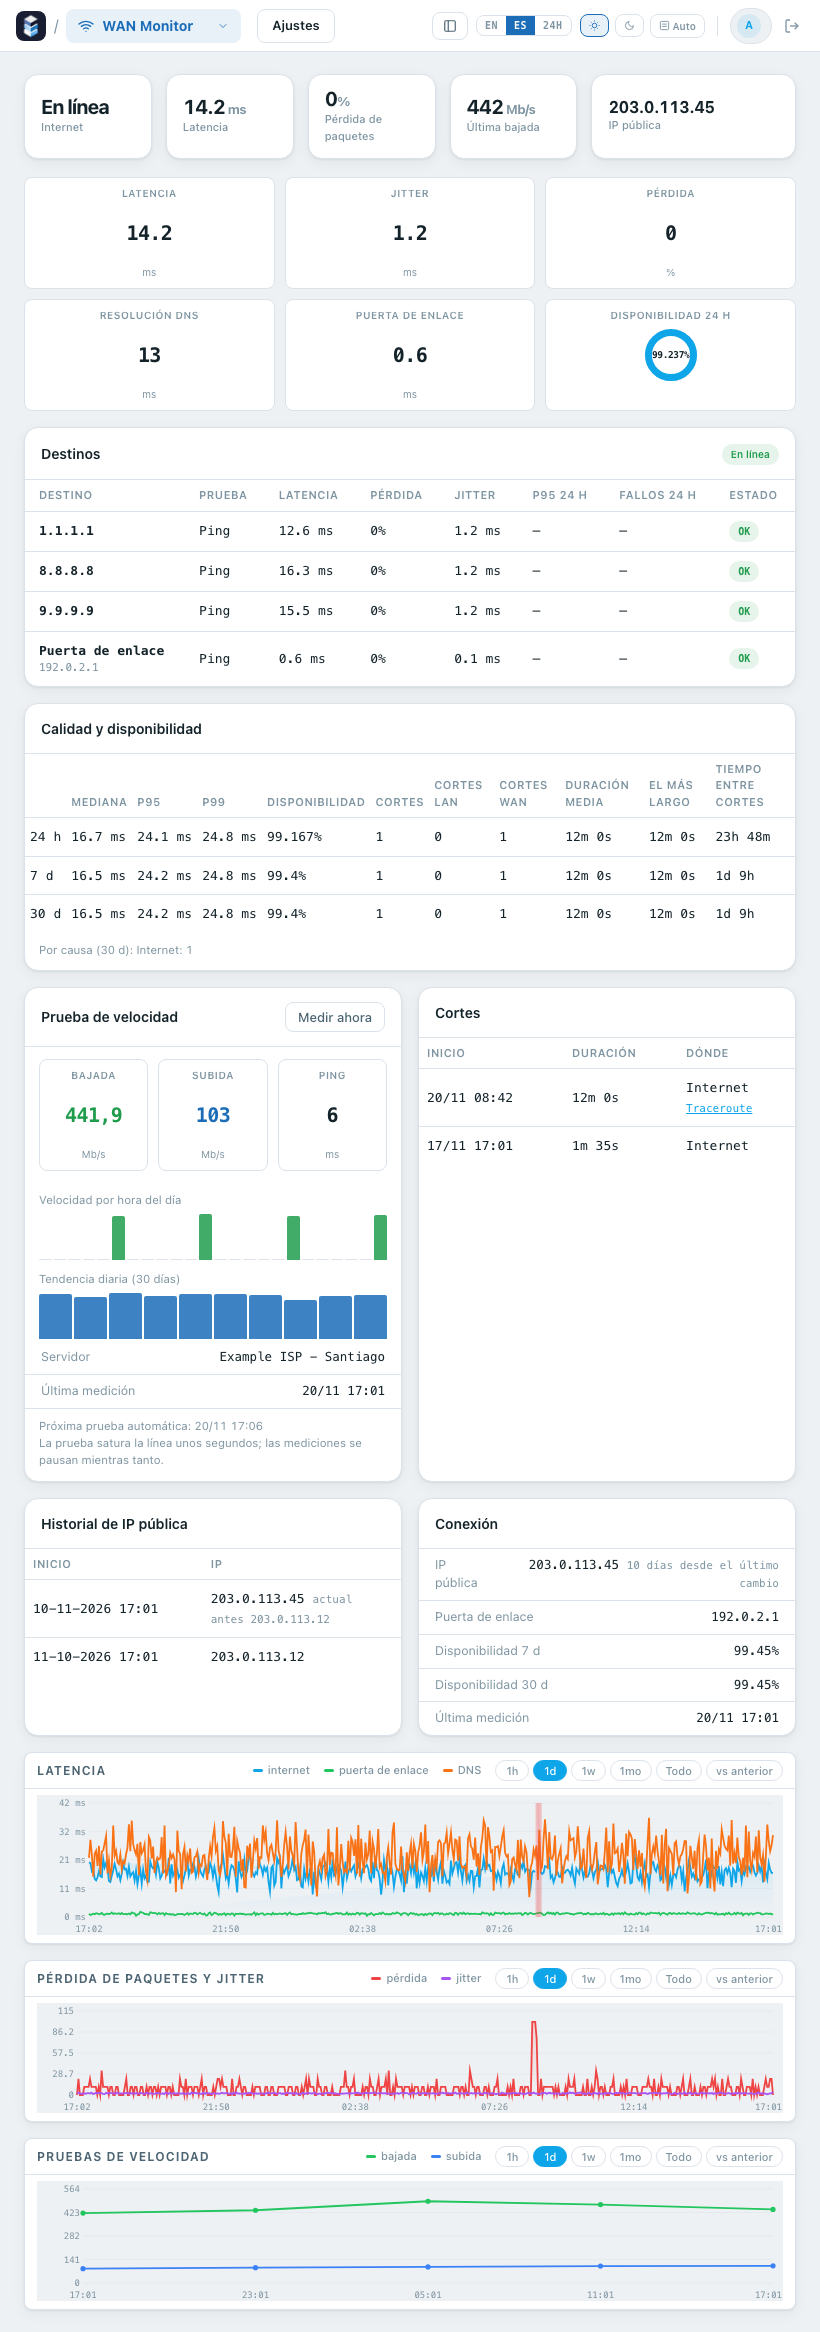 / WAN Monitor Ajustes EN ES 24H Auto A
En línea
Internet
14.2 ms
Latencia
0%
Pérdida de
paquetes
442 Mb/s
Última bajada
203.0.113.45
IP pública
LATENCIA
14.2
ms
JITTER
1.2
ms
PÉRDIDA
0
%
RESOLUCIÓN DNS
13
ms
PUERTA DE ENLACE
0.6
ms
DISPONIBILIDAD 24 H
99.237%
Destinos En línea
DESTINO PRUEBA LATENCIA PÉRDIDA JITTER P95 24 H FALLOS 24 H ESTADO
1.1.1.1 Ping 12.6 ms 0% 1.2 ms — — OK
8.8.8.8 Ping 16.3 ms 0% 1.2 ms — — OK
9.9.9.9 Ping 15.5 ms 0% 1.2 ms — — OK
Puerta de enlace
192.0.2.1
Ping 0.6 ms 0% 0.1 ms — — OK
Calidad y disponibilidad
MEDIANA P95 P99 DISPONIBILIDAD CORTES CORTES LAN CORTES WAN DURACIÓN MEDIA EL MÁS LARGO TIEMPO ENTRE CORTES
24 h 16.7 ms 24.1 ms 24.8 ms 99.167% 1 0 1 12m 0s 12m 0s 23h 48m
7 d 16.5 ms 24.2 ms 24.8 ms 99.4% 1 0 1 12m 0s 12m 0s 1d 9h
30 d 16.5 ms 24.2 ms 24.8 ms 99.4% 1 0 1 12m 0s 12m 0s 1d 9h
Por causa (30 d): Internet: 1
Prueba de velocidad Medir ahora
BAJADA
441,9
Mb/s
SUBIDA
103
Mb/s
PING
6
ms
Velocidad por hora del día
Tendencia diaria (30 días)
Servidor Example ISP — Santiago
Última medición 20/11 17:01
Próxima prueba automática: 20/11 17:06
La prueba satura la línea unos segundos; las mediciones se
pausan mientras tanto.
Cortes
INICIO DURACIÓN DÓNDE
20/11 08:42 12m 0s Internet
Traceroute
17/11 17:01 1m 35s Internet
Historial de IP pública
INICIO IP
10-11-2026 17:01 203.0.113.45 actual
antes 203.0.113.12
11-10-2026 17:01 203.0.113.12
Conexión
IP pública 203.0.113.45 10 días desde el último cambio
Puerta de enlace 192.0.2.1
Disponibilidad 7 d 99.45%
Disponibilidad 30 d 99.45%
Última medición 20/11 17:01
LATENCIA internet puerta de enlace DNS 1h 1d 1w 1mo Todo vs anterior
42 ms
32 ms
21 ms
11 ms
0 ms
17:02 21:50 02:38 07:26 12:14 17:01
PÉRDIDA DE PAQUETES Y JITTER pérdida jitter 1h 1d 1w 1mo Todo vs anterior
115
86.2
57.5
28.7
0
17:02 21:50 02:38 07:26 12:14 17:01
PRUEBAS DE VELOCIDAD bajada subida 1h 1d 1w 1mo Todo vs anterior
564
423
282
141
0
17:01 23:01 05:01 11:01 17:01